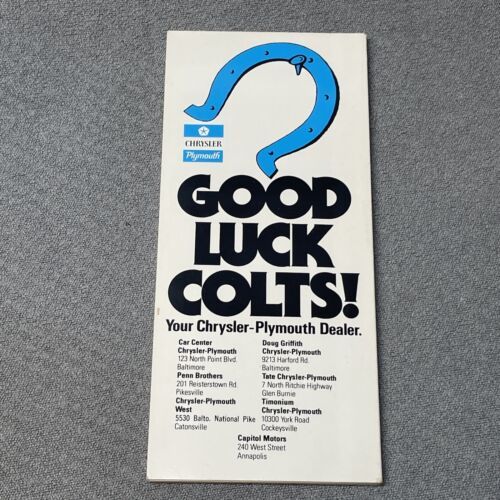 CHRYSLER
Plymouth
GOOD
LUCK
COLTS!
Your Chrysler-Plymouth Dealer.
Car Center
Chrysler-Plymouth
123 North Point Blvd.
Baltimore
Penn Brothers
201 Reisterstown Rd.
Pikesville
Chrysler-Plymouth
West
5530 Balto. National Pike
Catonsville
Doug Griffith
Chrysler-Plymouth
9213 Harford Rd.
Baltimore
Tate Chrysler-Plymouth
7 North Ritchie Highway
Glen Burnie
Timonium
Chrysler-Plymouth
10300 York Road
Cockeysville
Capitol Motors
240 West Street
Annapolis